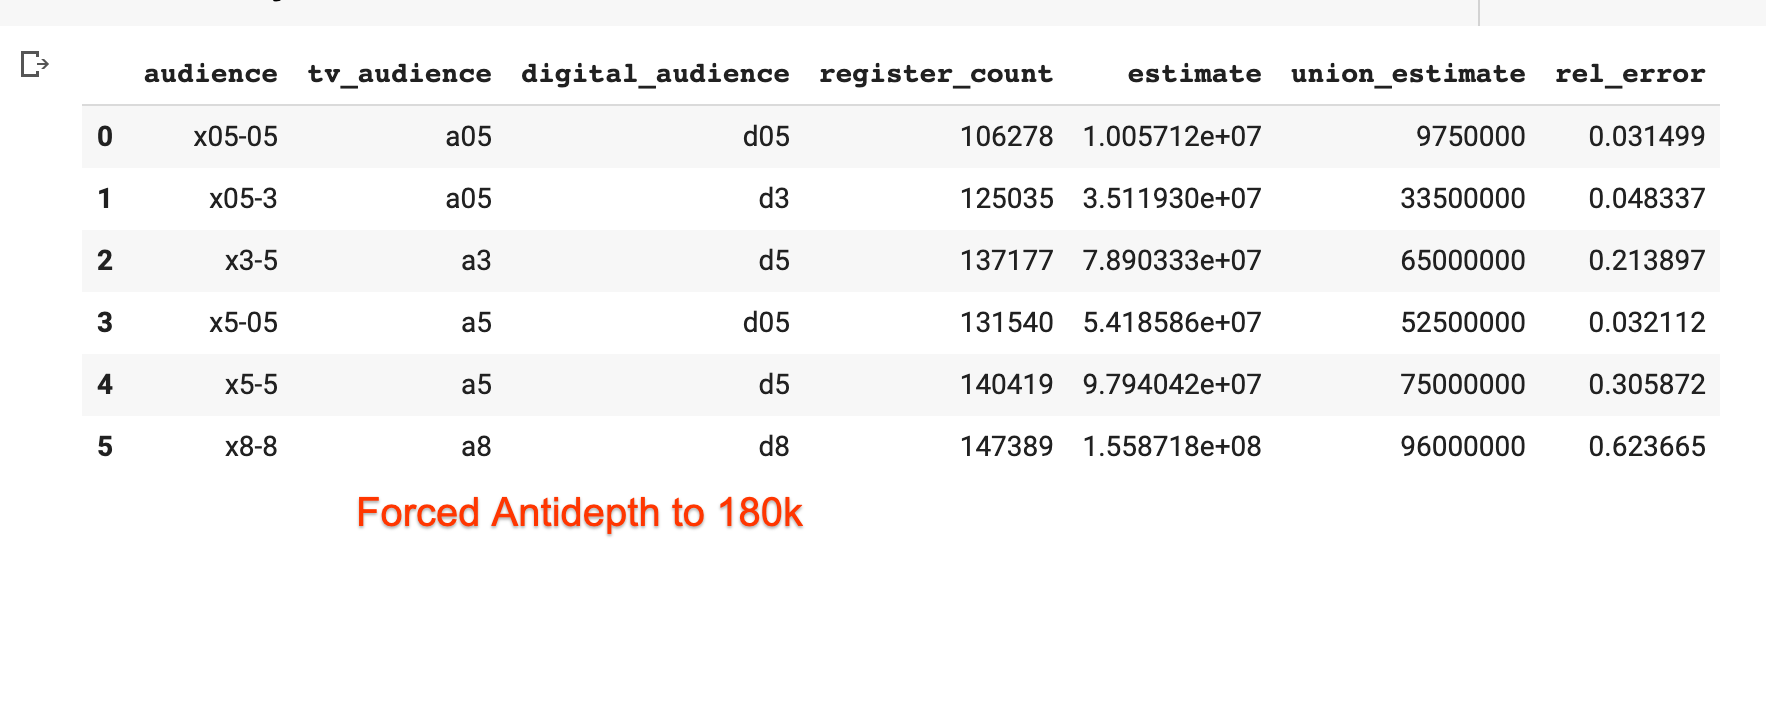 audience tv_audience digital_audience register_count estimate union_estimate rel_error
0 x05-05 a05 d05 106278 1.005712e+07 9750000 0.031499
1 x05-3 a05 d3 125035 3.511930e+07 33500000 0.048337
2 x3-5 a3 d5 137177 7.890333e+07 65000000 0.213897
3 x5-05 a5 d05 131540 5.418586e+07 52500000 0.032112
4 x5-5 a5 d5 140419 9.794042e+07 75000000 0.305872
5 x8-8 a8 d8 147389 1.558718e+08 96000000 0.623665
Forced Antidepth to 180k